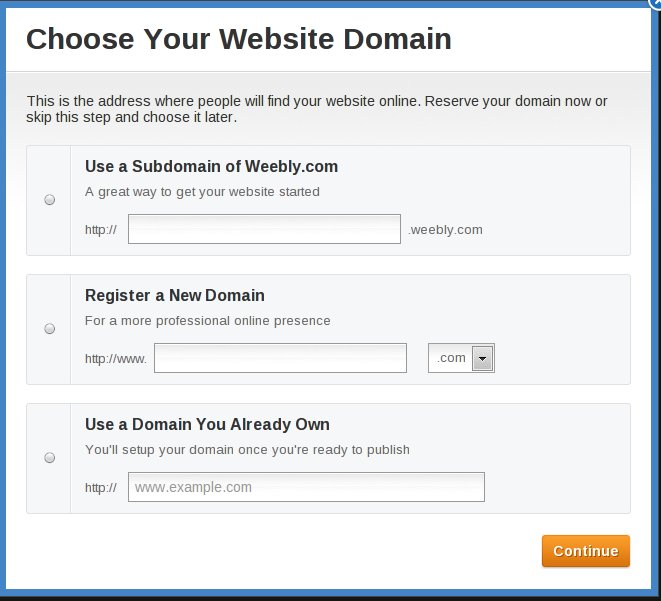 Choose Your Website Domain
This is the address where people will find your website online. Reserve your domain now or
skip this step and choose it later.
Use a Subdomain of Weebly.com
A great way to get your website started
http:// .weebly.com
Register a New Domain
For a more professional online presence
http://www. .com
Use a Domain You Already Own
You'll setup your domain once you're ready to publish
http:// www.example.com
Continue